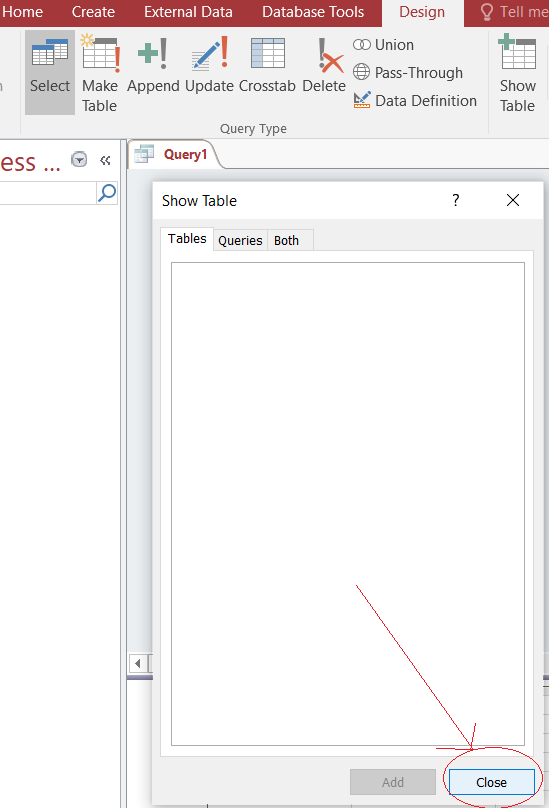 Home Create External Data Database Tools Design Tell me
Select
Make Table
Append
Update
Crosstab
Delete
Union
Pass-Through
Data Definition
Show Table
Query Type
ess ...
Query1
Show Table ? 
Tables Queries Both
Add Close